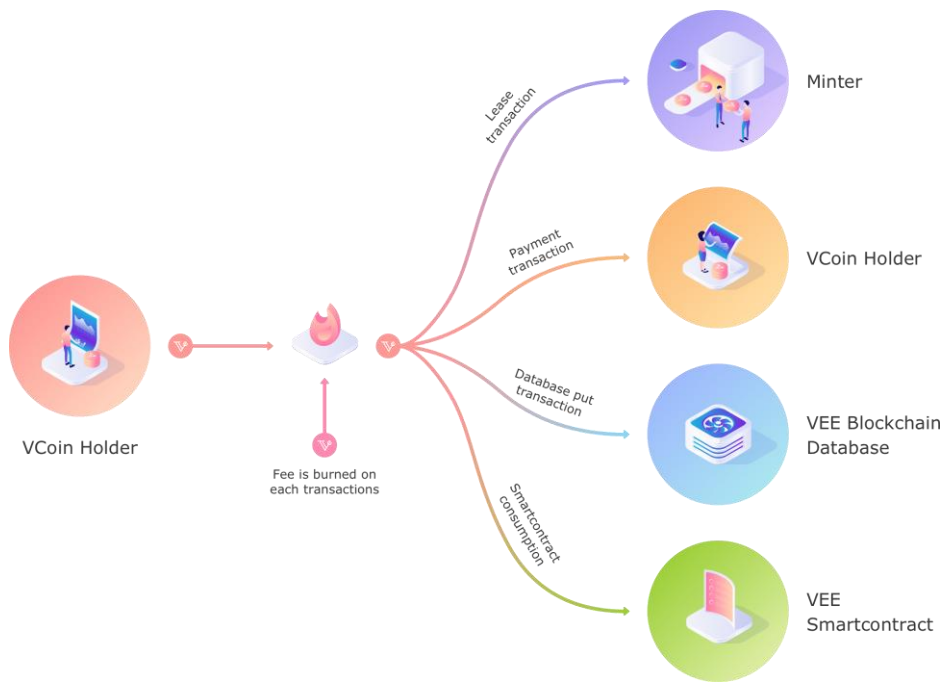 VCoin Holder
Fee is burned on
each transactions
Lease
transaction
Minter
Payment
transaction
VCoin Holder
Database put
transaction
VEE Blockchain
Database
Smartcontract
consumption
VEE
Smartcontract